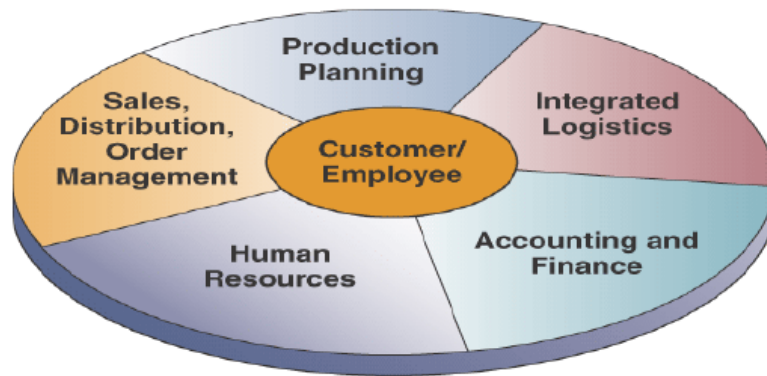 Production
Planning
Integrated
Logistics
Accounting and
Finance
Human
Resources
Sales,
Distribution,
Order
Management
Customer/
Employee